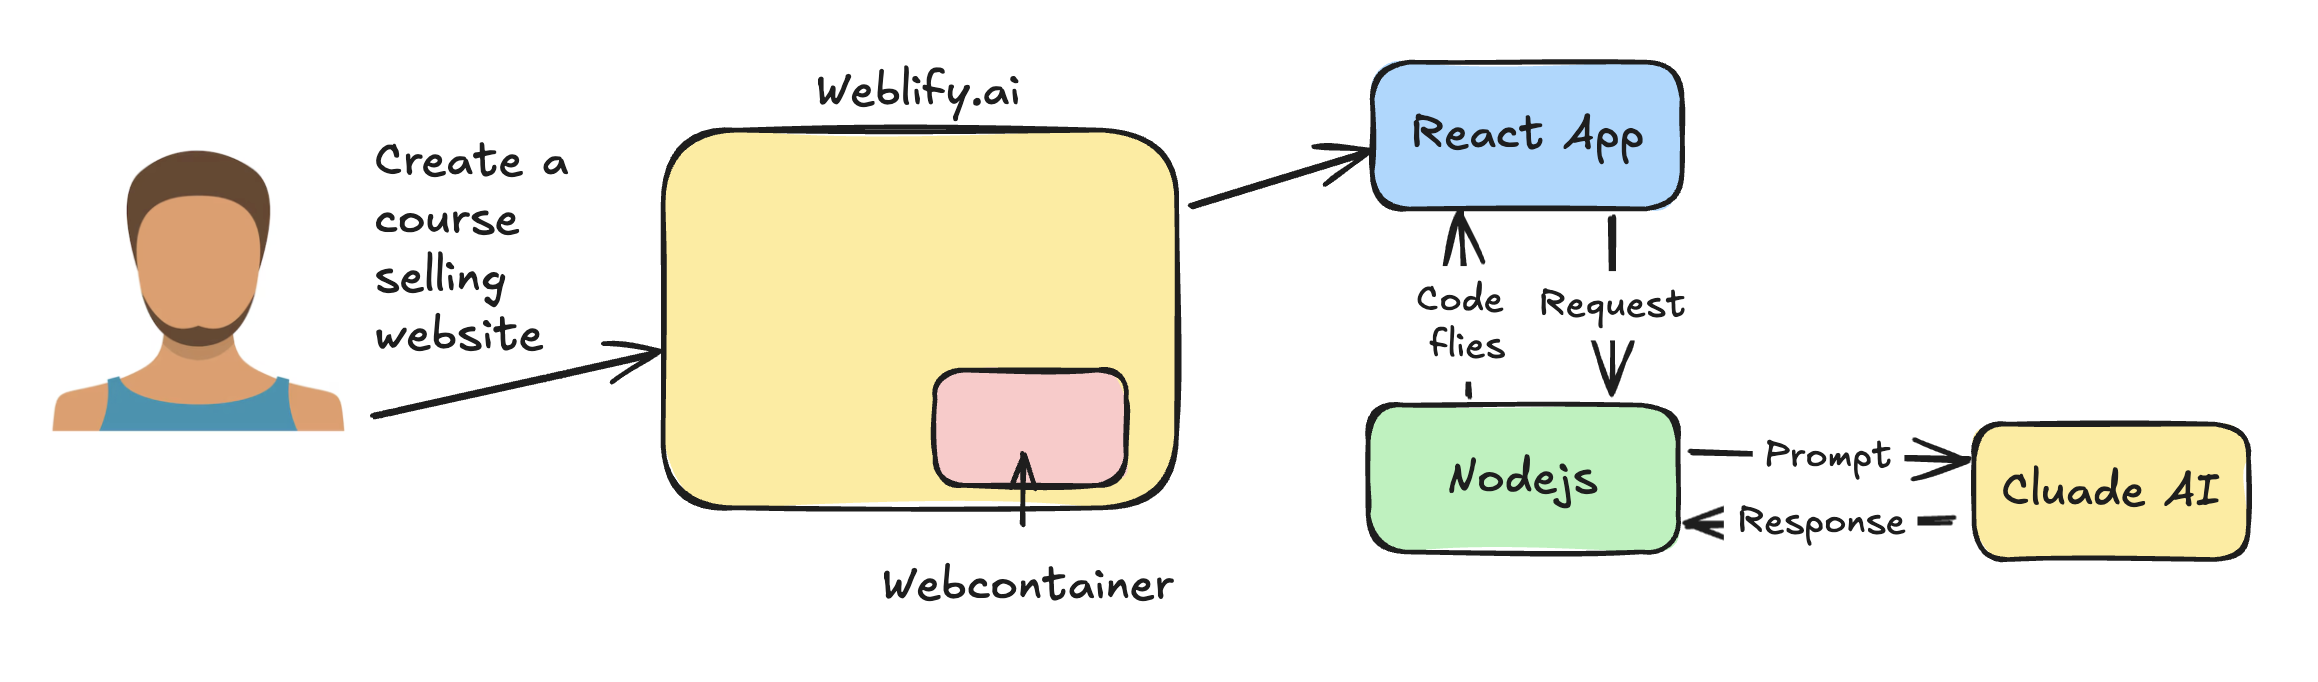 Weblify.ai
Create a
course
selling
website
Webcontainer
React App
Code
flies
Request
Nodejs
Prompt
Response
Cluade AI